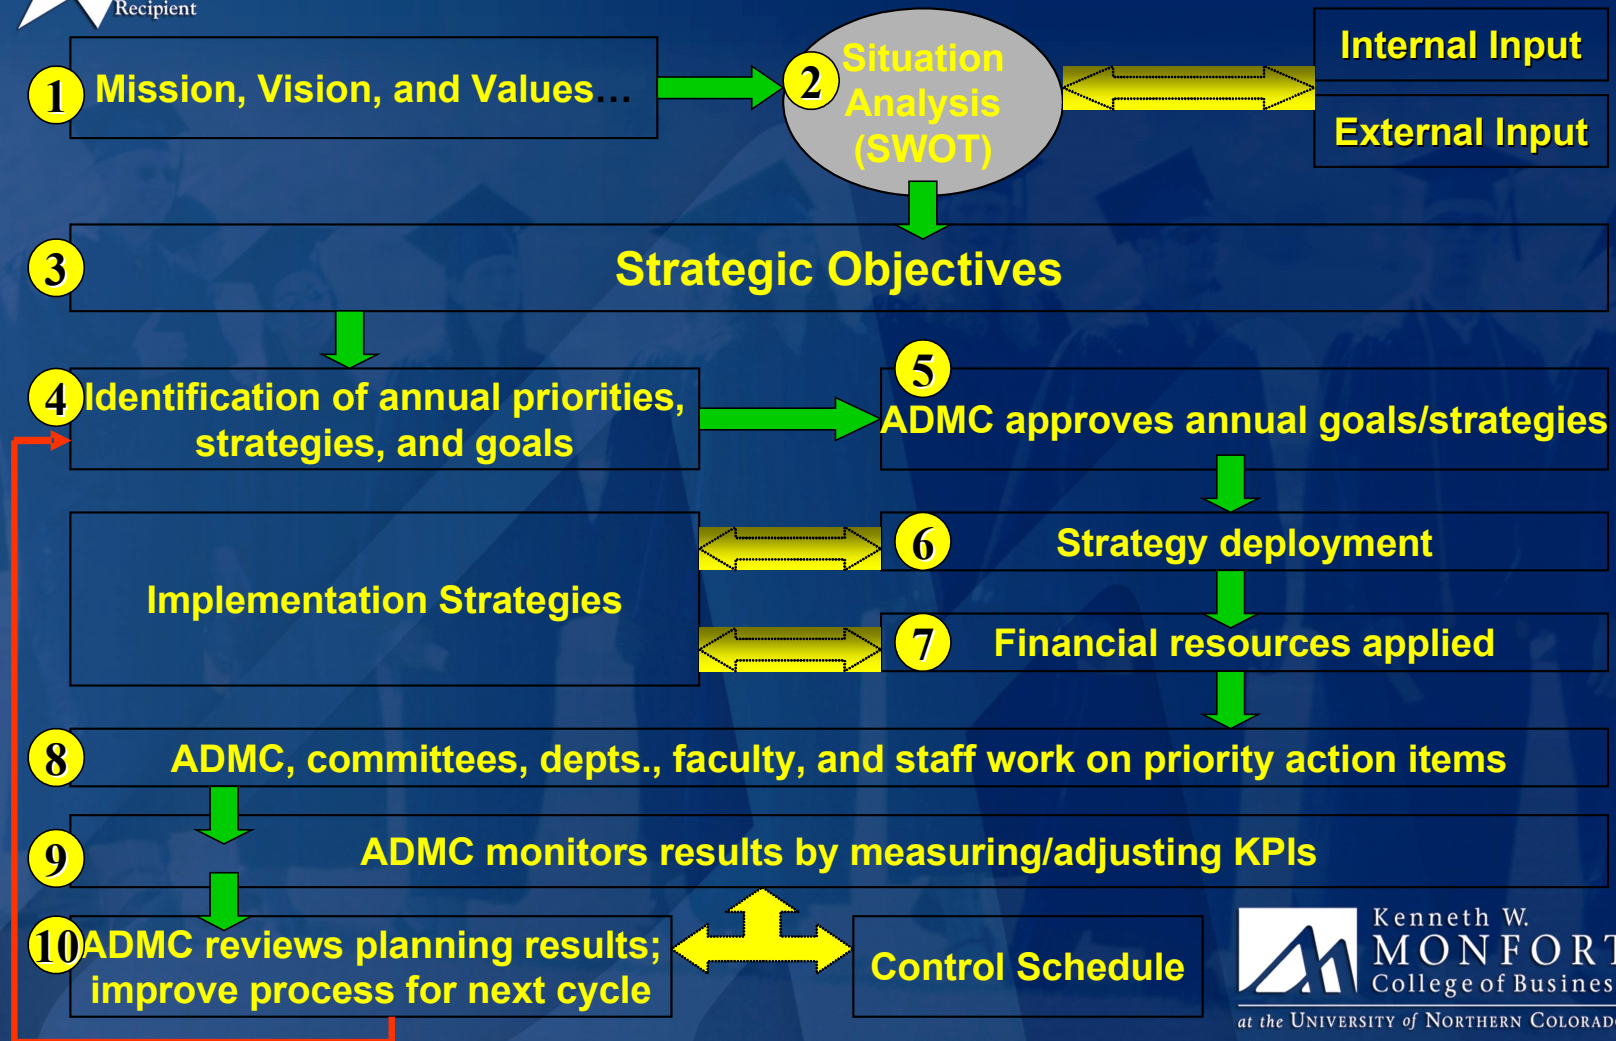 Recipient
1
Mission, Vision, and Values...
2
Situation
Analysis
(SWOT)
Internal Input
External Input
3
Strategic Objectives
4
Identification of annual priorities,
strategies, and goals
5
ADMC approves annual goals/strategies
Implementation Strategies
6
Strategy deployment
7
Financial resources applied
8
ADMC, committees, depts., faculty, and staff work on priority action items
9
ADMC monitors results by measuring/adjusting KPIs
10
ADMC reviews planning results;
improve process for next cycle
Control Schedule
Kenneth W.
MONFORT
College of Busines
at the UNIVERSITY of NORTHERN COLORADO